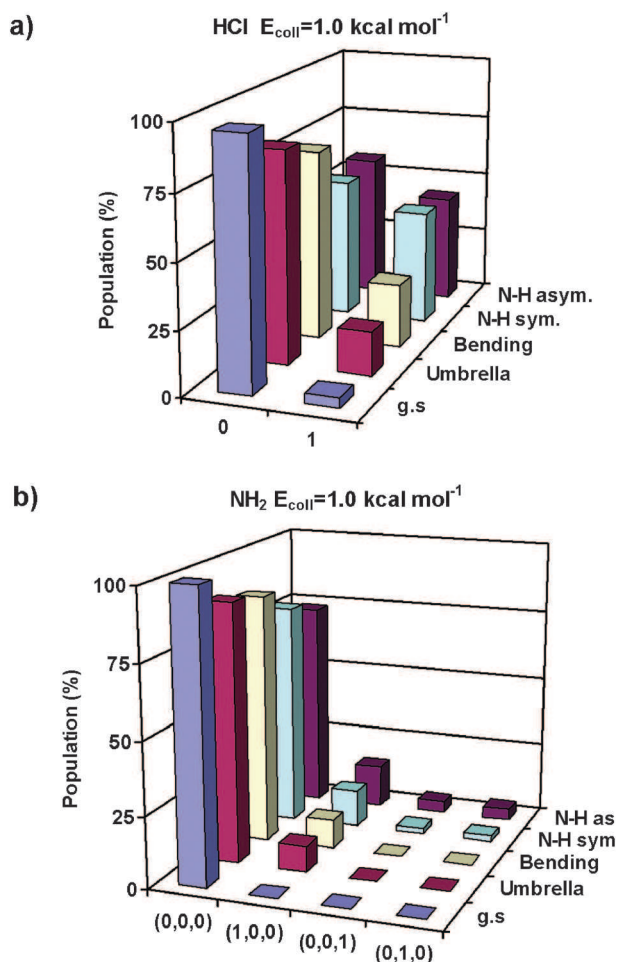 a)
HCl E_coll=1.0 kcal mol⁻¹
100
75
50
25
0
Population (%)
0
1
g.s
Umbrella
Bending
N-H sym.
N-H asym.
b)
NH₂ E_coll=1.0 kcal mol⁻¹
100
75
50
25
0
Population (%)
(0,0,0)
(1,0,0)
(0,0,1)
(0,1,0)
g.s
Umbrella
Bending
N-H sym
N-H as